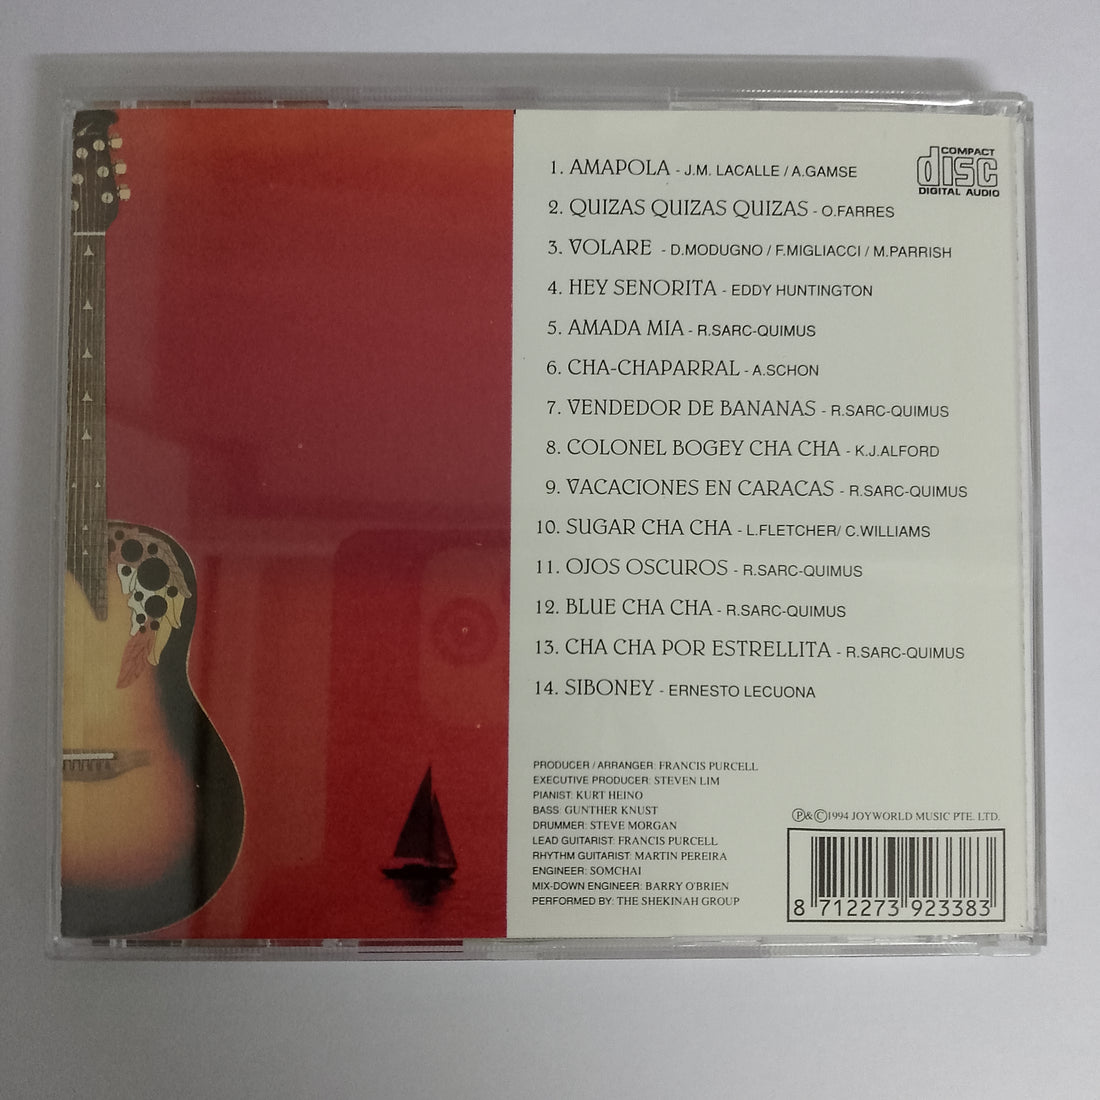 COMPACT
disc
DIGITAL AUDIO
1. AMAPOLA - J.M. LACALLE / A.GAMSE
2. QUIZAS QUIZAS QUIZAS - O.FARRES
3. VOLARE - D.MODUGNO / F.MIGLIACCI / M.PARRISH
4. HEY SENORITA - EDDY HUNTINGTON
5. AMADA MIA - R.SARC-QUIMUS
6. CHA-CHAPARRAL - A.SCHON
7. VENDEDOR DE BANANAS - R.SARC-QUIMUS
8. COLONEL BOGEY CHA CHA - K.J.ALFORD
9. VACACIONES EN CARACAS - R.SARC-QUIMUS
10. SUGAR CHA CHA - L.FLETCHER/ C.WILLIAMS
11. OJOS OSCUROS - R.SARC-QUIMUS
12. BLUE CHA CHA - R.SARC-QUIMUS
13. CHA CHA POR ESTRELLITA - R.SARC-QUIMUS
14. SIBONEY - ERNESTO LECUONA
PRODUCER / ARRANGER: FRANCIS PURCELL
EXECUTIVE PRODUCER: STEVEN LIM
PIANIST: KURT HEINO
BASS: GUNTHER KNUST
DRUMMER: STEVE MORGAN
LEAD GUITARIST: FRANCIS PURCELL
RHYTHM GUITARIST: MARTIN PEREIRA
ENGINEER: SOMCHAI
MIX-DOWN ENGINEER: BARRY O'BRIEN
PERFORMED BY: THE SHEKINAH GROUP
Ⓟ&Ⓒ1994 JOYWORLD MUSIC PTE. LTD.
8 712273 923383